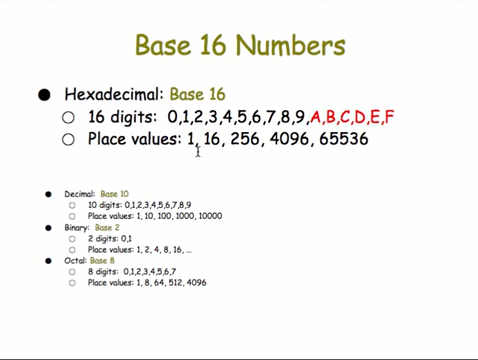 Base 16 Numbers
Hexadecimal: Base 16
16 digits: 0,1,2,3,4,5,6,7,8,9,A,B,C,D,E,F
Place values: 1, 16, 256, 4096, 65536
Decimal: Base 10
10 digits: 0,1,2,3,4,5,6,7,8,9
Place values: 1, 10, 100, 1000, 10000
Binary: Base 2
2 digits: 0,1
Place values: 1, 2, 4, 8, 16, ...
Octal: Base 8
8 digits: 0,1,2,3,4,5,6,7
Place values: 1, 8, 64, 512, 4096